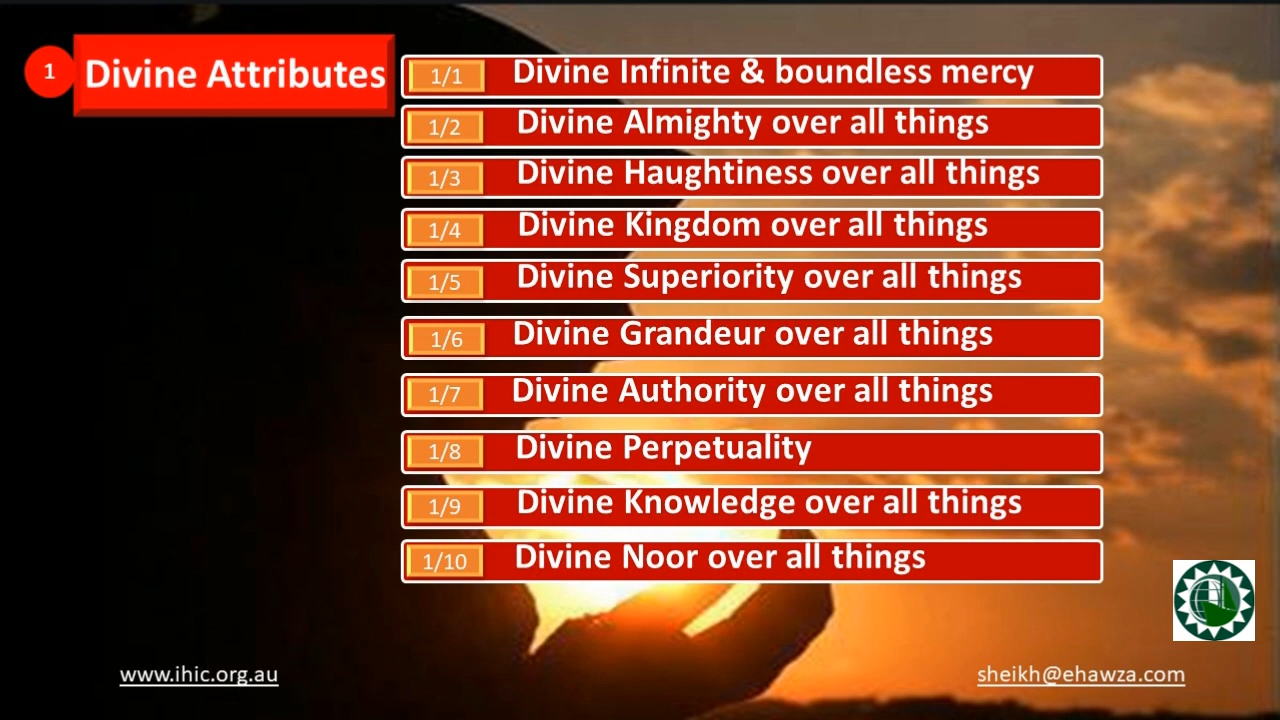 1
Divine Attributes
1/1 Divine Infinite & boundless mercy
1/2 Divine Almighty over all things
1/3 Divine Haughtiness over all things
1/4 Divine Kingdom over all things
1/5 Divine Superiority over all things
1/6 Divine Grandeur over all things
1/7 Divine Authority over all things
1/8 Divine Perpetuality
1/9 Divine Knowledge over all things
1/10 Divine Noor over all things
www.ihic.org.au
sheikh@ehawza.com